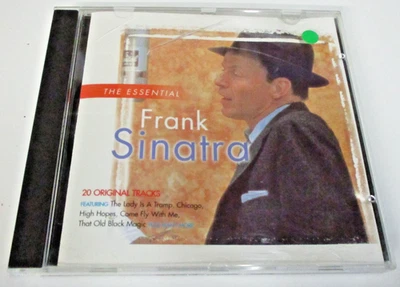 THE ESSENTIAL
Frank
Sinatra
20 ORIGINAL TRACKS
FEATURING The Lady Is A Tramp, Chicago,
High Hopes, Come Fly With Me,
That Old Black Magic